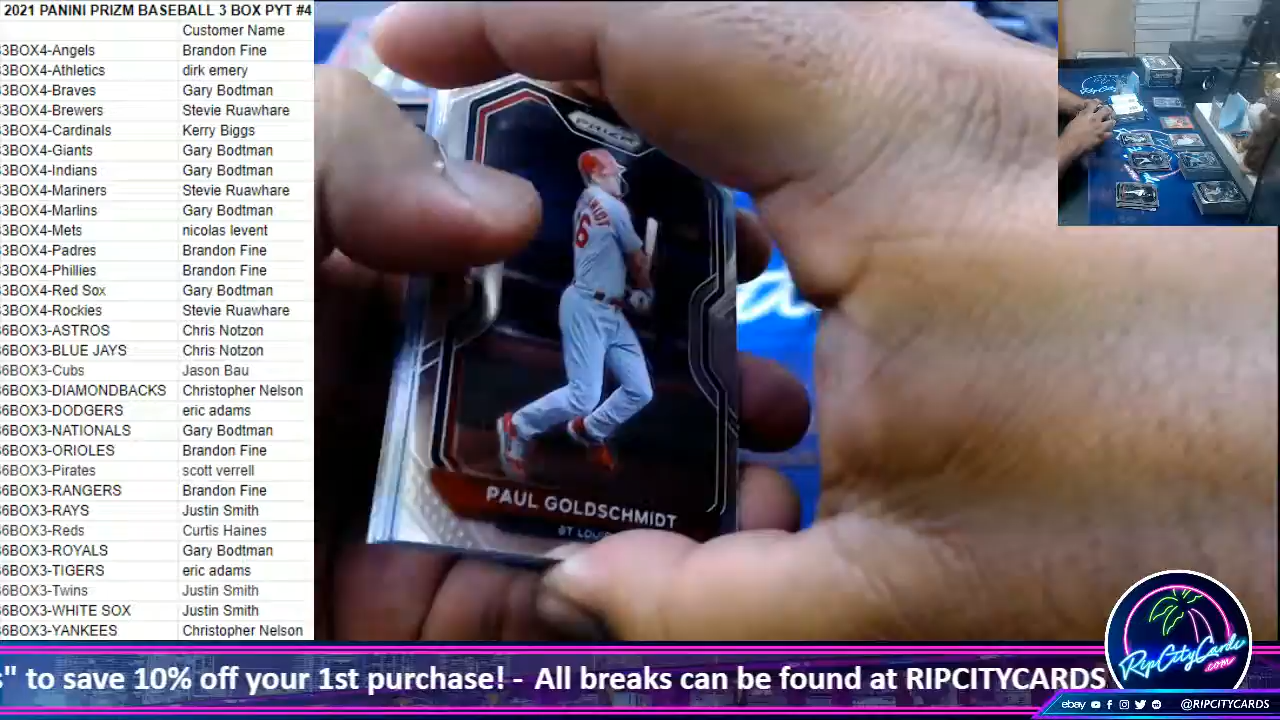 2021 PANINI PRIZM BASEBALL 3 BOX PYT #4
Customer Name
3BOX4-Angels Brandon Fine
3BOX4-Athletics dirk emery
3BOX4-Braves Gary Bodtman
3BOX4-Brewers Stevie Ruawhare
3BOX4-Cardinals Kerry Biggs
3BOX4-Giants Gary Bodtman
3BOX4-Indians Gary Bodtman
3BOX4-Mariners Stevie Ruawhare
3BOX4-Marlins Gary Bodtman
3BOX4-Mets nicolas levent
3BOX4-Padres Brandon Fine
3BOX4-Phillies Brandon Fine
3BOX4-Red Sox Gary Bodtman
3BOX4-Rockies Stevie Ruawhare
6BOX3-ASTROS Chris Notzon
6BOX3-BLUE JAYS Chris Notzon
6BOX3-Cubs Jason Bau
6BOX3-DIAMONDBACKS Christopher Nelson
6BOX3-DODGERS eric adams
6BOX3-NATIONALS Gary Bodtman
6BOX3-ORIOLES Brandon Fine
6BOX3-Pirates scott verrell
6BOX3-RANGERS Brandon Fine
6BOX3-RAYS Justin Smith
6BOX3-Reds Curtis Haines
6BOX3-ROYALS Gary Bodtman
6BOX3-TIGERS eric adams
6BOX3-Twins Justin Smith
6BOX3-WHITE SOX Justin Smith
6BOX3-YANKEES Christopher Nelson
PRIZM
PAUL GOLDSCHMIDT
ST LOUI
RipCityCards
.com
s" to save 10% off your 1st purchase! - All breaks can be found at RIPCITYCARDS
ebay @RIPCITYCARDS